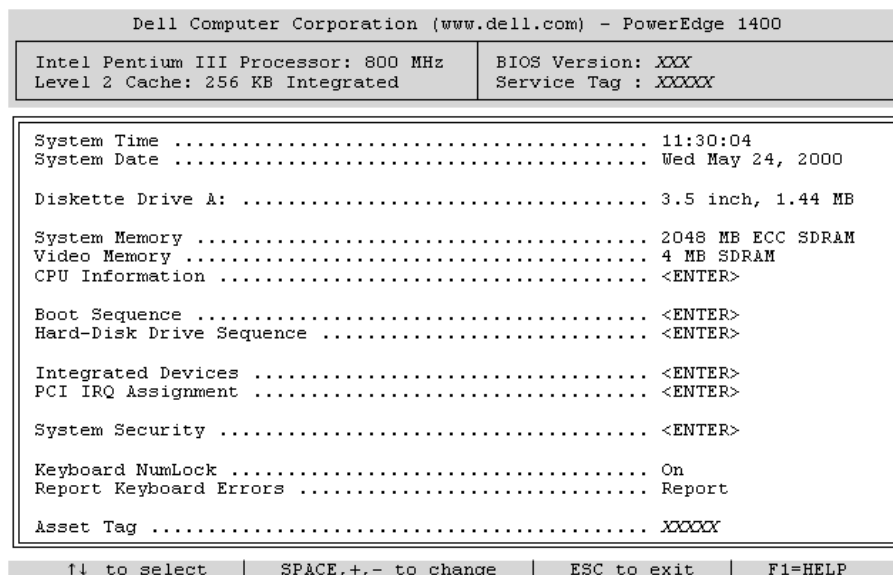 Dell Computer Corporation (www.dell.com) – PowerEdge 1400
Intel Pentium III Processor: 800 MHz
Level 2 Cache: 256 KB Integrated
BIOS Version: XXX
Service Tag : XXXXX
System Time .......................................... 11:30:04
System Date .......................................... Wed May 24, 2000
Diskette Drive A: .................................... 3.5 inch, 1.44 MB
System Memory ........................................ 2048 MB ECC SDRAM
Video Memory ......................................... 4 MB SDRAM
CPU Information ...................................... <ENTER>
Boot Sequence ........................................ <ENTER>
Hard-Disk Drive Sequence ............................. <ENTER>
Integrated Devices ................................... <ENTER>
PCI IRQ Assignment ................................... <ENTER>
System Security ...................................... <ENTER>
Keyboard NumLock ..................................... On
Report Keyboard Errors ............................... Report
Asset Tag ............................................ XXXXX
↑↓ to select | SPACE,+,- to change | ESC to exit | F1=HELP